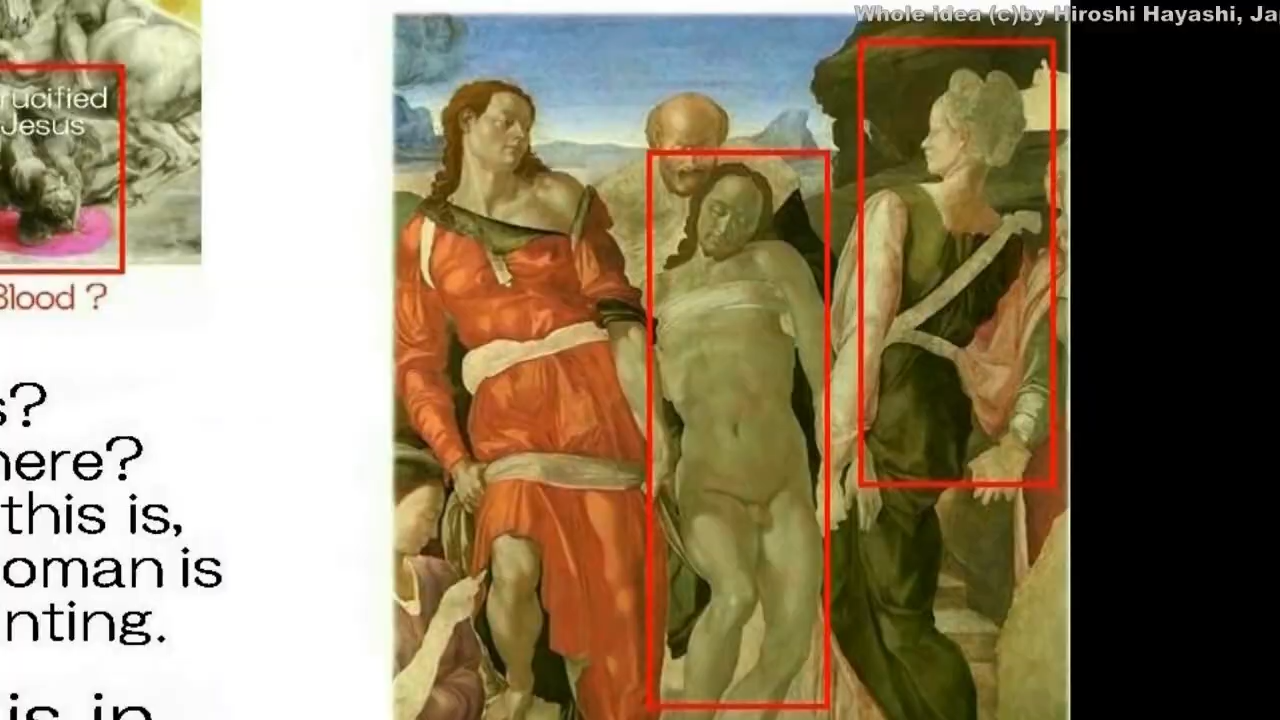 Whole idea (c)by Hiroshi Hayashi, Ja
rucified
Jesus
Blood ?
s?
here?
this is,
oman is
nting.
is in